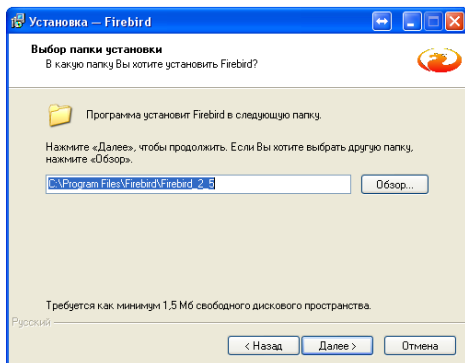 Установка — Firebird
Выбор папки установки
В какую папку Вы хотите установить Firebird?
Программа установит Firebird в следующую папку.
Нажмите «Далее», чтобы продолжить. Если Вы хотите выбрать другую папку,
нажмите «Обзор».
C:\Program Files\Firebird\Firebird_2_5
Обзор...
Требуется как минимум 1,5 Мб свободного дискового пространства.
Русский
< Назад
Далее >
Отмена